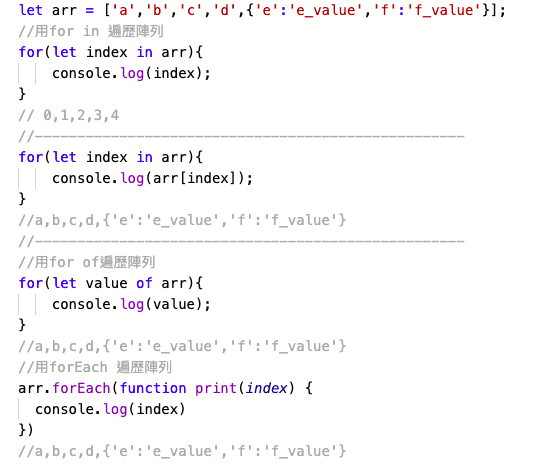 let arr = ['a','b','c','d',{'e':'e_value','f':'f_value'}];
//用for in 遍歷陣列
for(let index in arr){
    console.log(index);
}
// 0,1,2,3,4
//---------------------------------------------------
for(let index in arr){
    console.log(arr[index]);
}
//a,b,c,d,{'e':'e_value','f':'f_value'}
//---------------------------------------------------
//用for of遍歷陣列
for(let value of arr){
    console.log(value);
}
//a,b,c,d,{'e':'e_value','f':'f_value'}
//用forEach 遍歷陣列
arr.forEach(function print(index) {
  console.log(index)
})
//a,b,c,d,{'e':'e_value','f':'f_value'}